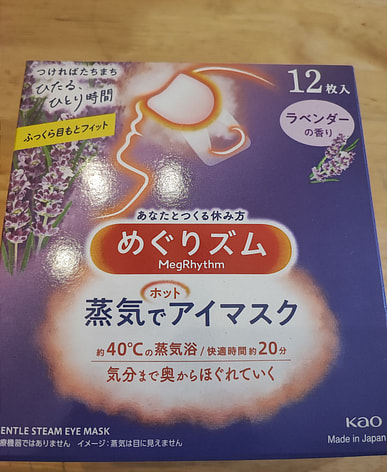 つければたちまち
ひたる、
ひとり時間
ふっくら目もとフィット
12枚入
ラベンダー
の香り
あなたとつくる休み方
めぐりズム
MegRhythm
ホット
蒸気でアイマスク
約40℃の蒸気浴/快適時間約20分
気分まで奥からほぐれていく
ENTLE STEAM EYE MASK
療機器ではありません イメージ:蒸気は目に見えません
Kao
Made in Japan